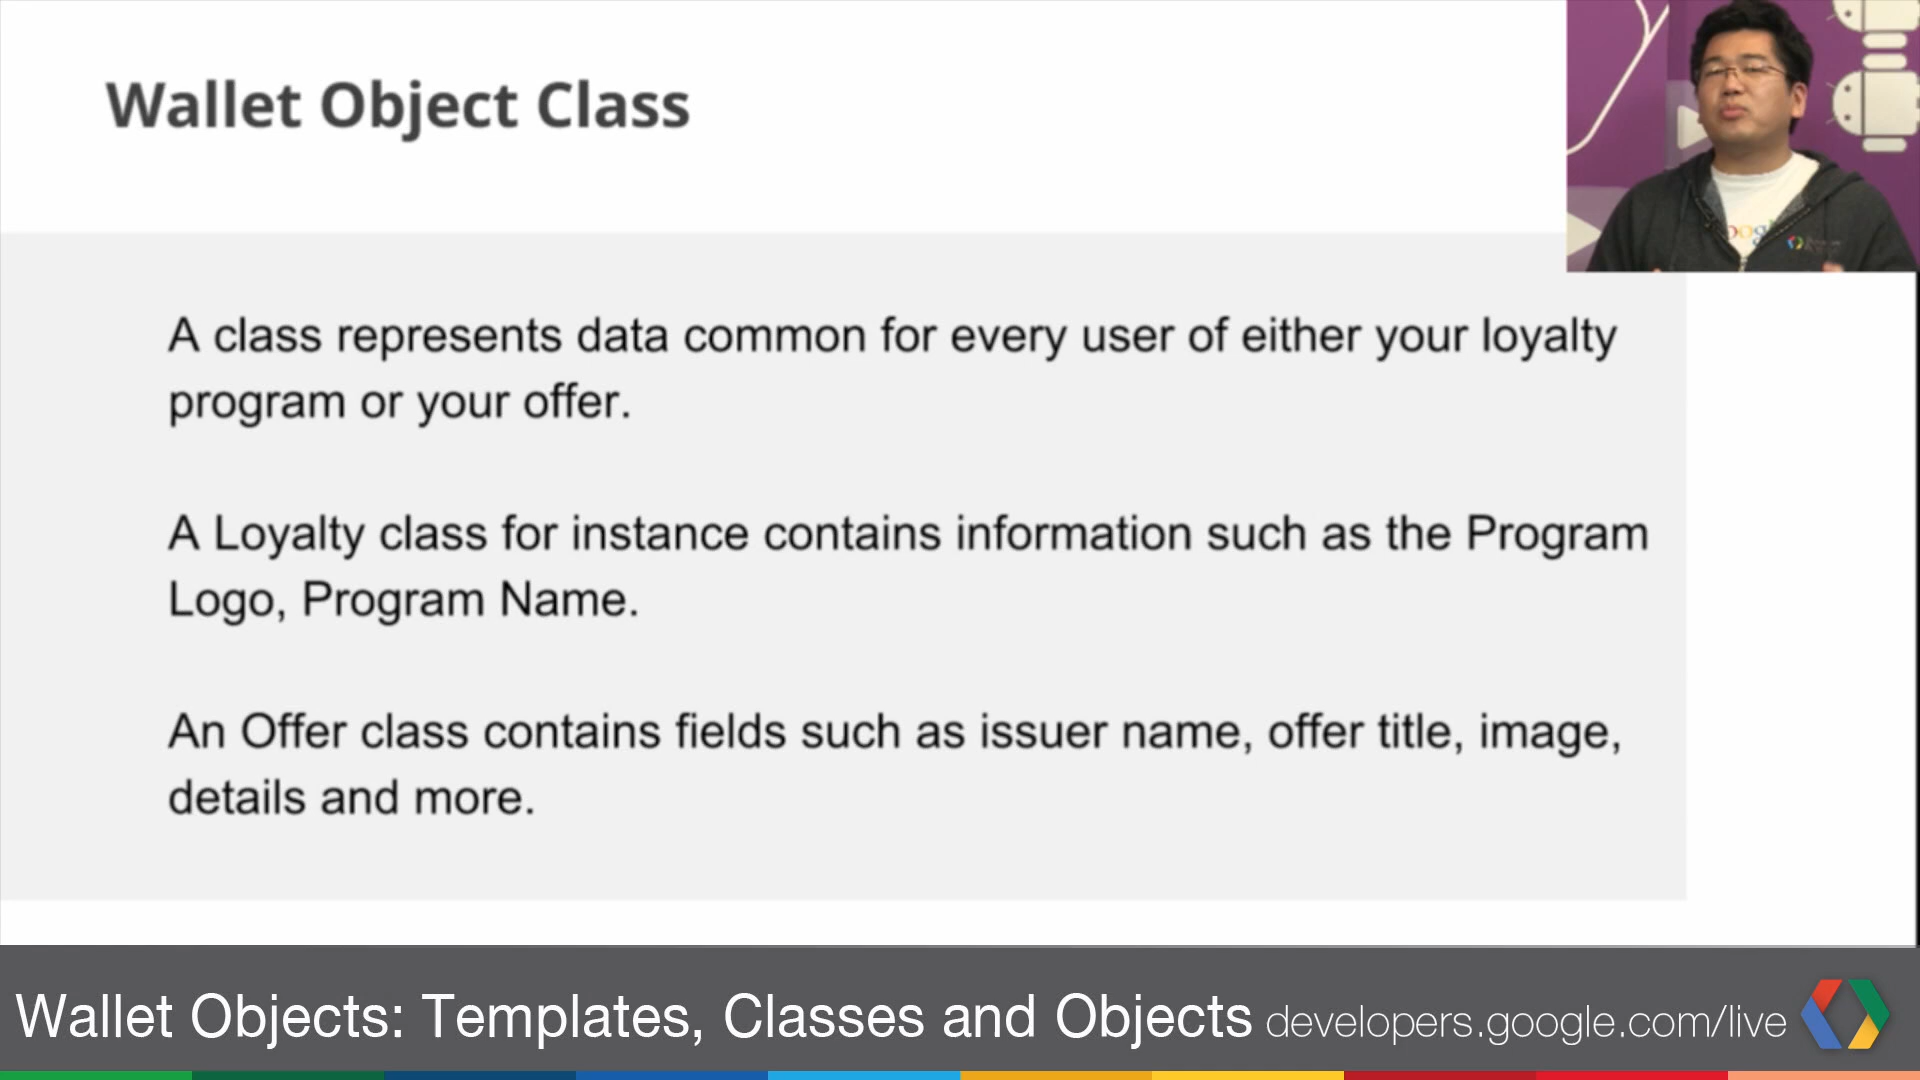 Wallet Object Class
A class represents data common for every user of either your loyalty
program or your offer.
A Loyalty class for instance contains information such as the Program
Logo, Program Name.
An Offer class contains fields such as issuer name, offer title, image,
details and more.
Wallet Objects: Templates, Classes and Objects developers.google.com/live